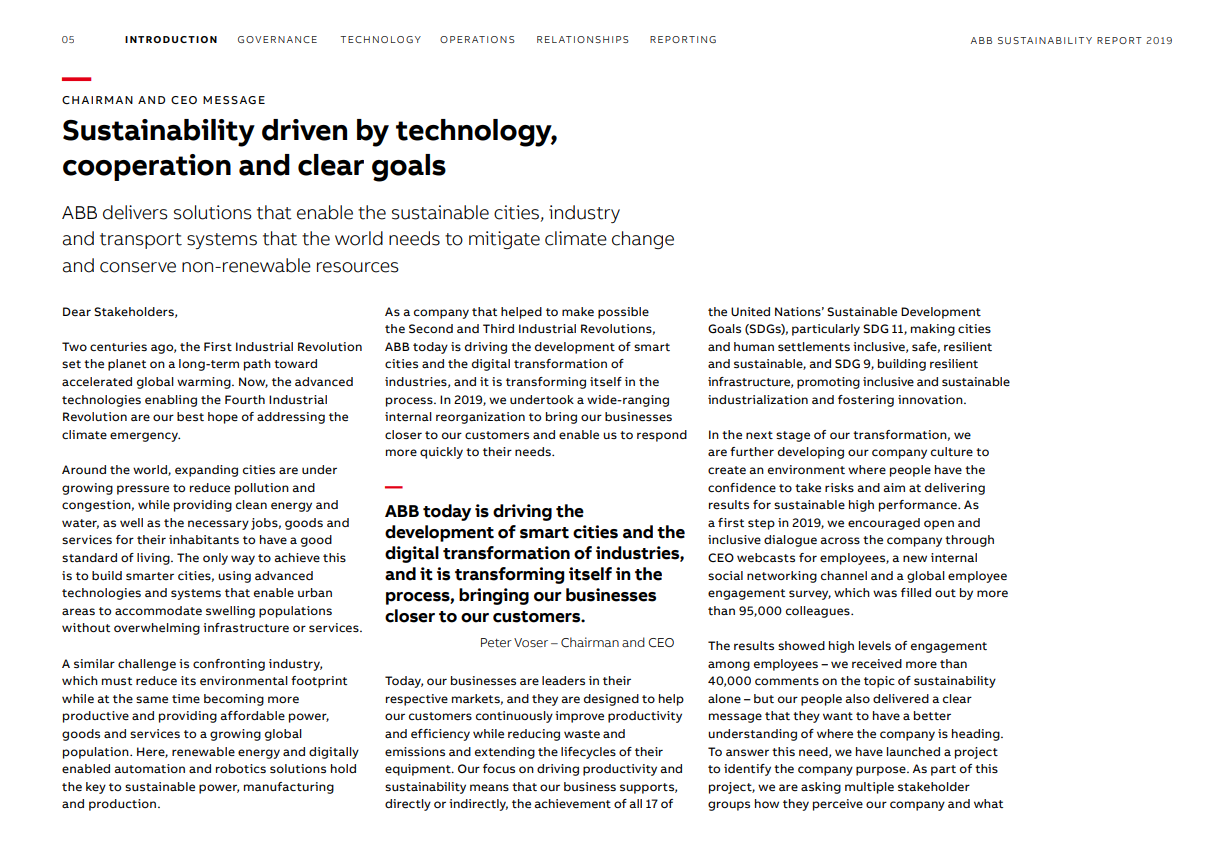 05 INTRODUCTION GOVERNANCE TECHNOLOGY OPERATIONS RELATIONSHIPS REPORTING ABB SUSTAINABILITY REPORT 2019
CHAIRMAN AND CEO MESSAGE
Sustainability driven by technology,
cooperation and clear goals
ABB delivers solutions that enable the sustainable cities, industry
and transport systems that the world needs to mitigate climate change
and conserve non-renewable resources
Dear Stakeholders,
Two centuries ago, the First Industrial Revolution
set the planet on a long-term path toward
accelerated global warming. Now, the advanced
technologies enabling the Fourth Industrial
Revolution are our best hope of addressing the
climate emergency.
Around the world, expanding cities are under
growing pressure to reduce pollution and
congestion, while providing clean energy and
water, as well as the necessary jobs, goods and
services for their inhabitants to have a good
standard of living. The only way to achieve this
is to build smarter cities, using advanced
technologies and systems that enable urban
areas to accommodate swelling populations
without overwhelming infrastructure or services.
A similar challenge is confronting industry,
which must reduce its environmental footprint
while at the same time becoming more
productive and providing affordable power,
goods and services to a growing global
population. Here, renewable energy and digitally
enabled automation and robotics solutions hold
the key to sustainable power, manufacturing
and production.
As a company that helped to make possible
the Second and Third Industrial Revolutions,
ABB today is driving the development of smart
cities and the digital transformation of
industries, and it is transforming itself in the
process. In 2019, we undertook a wide-ranging
internal reorganization to bring our businesses
closer to our customers and enable us to respond
more quickly to their needs.
ABB today is driving the
development of smart cities and the
digital transformation of industries,
and it is transforming itself in the
process, bringing our businesses
closer to our customers.
Peter Voser – Chairman and CEO
Today, our businesses are leaders in their
respective markets, and they are designed to help
our customers continuously improve productivity
and efficiency while reducing waste and
emissions and extending the lifecycles of their
equipment. Our focus on driving productivity and
sustainability means that our business supports,
directly or indirectly, the achievement of all 17 of
the United Nations' Sustainable Development
Goals (SDGs), particularly SDG 11, making cities
and human settlements inclusive, safe, resilient
and sustainable, and SDG 9, building resilient
infrastructure, promoting inclusive and sustainable
industrialization and fostering innovation.
In the next stage of our transformation, we
are further developing our company culture to
create an environment where people have the
confidence to take risks and aim at delivering
results for sustainable high performance. As
a first step in 2019, we encouraged open and
inclusive dialogue across the company through
CEO webcasts for employees, a new internal
social networking channel and a global employee
engagement survey, which was filled out by more
than 95,000 colleagues.
The results showed high levels of engagement
among employees – we received more than
40,000 comments on the topic of sustainability
alone – but our people also delivered a clear
message that they want to have a better
understanding of where the company is heading.
To answer this need, we have launched a project
to identify the company purpose. As part of this
project, we are asking multiple stakeholder
groups how they perceive our company and what